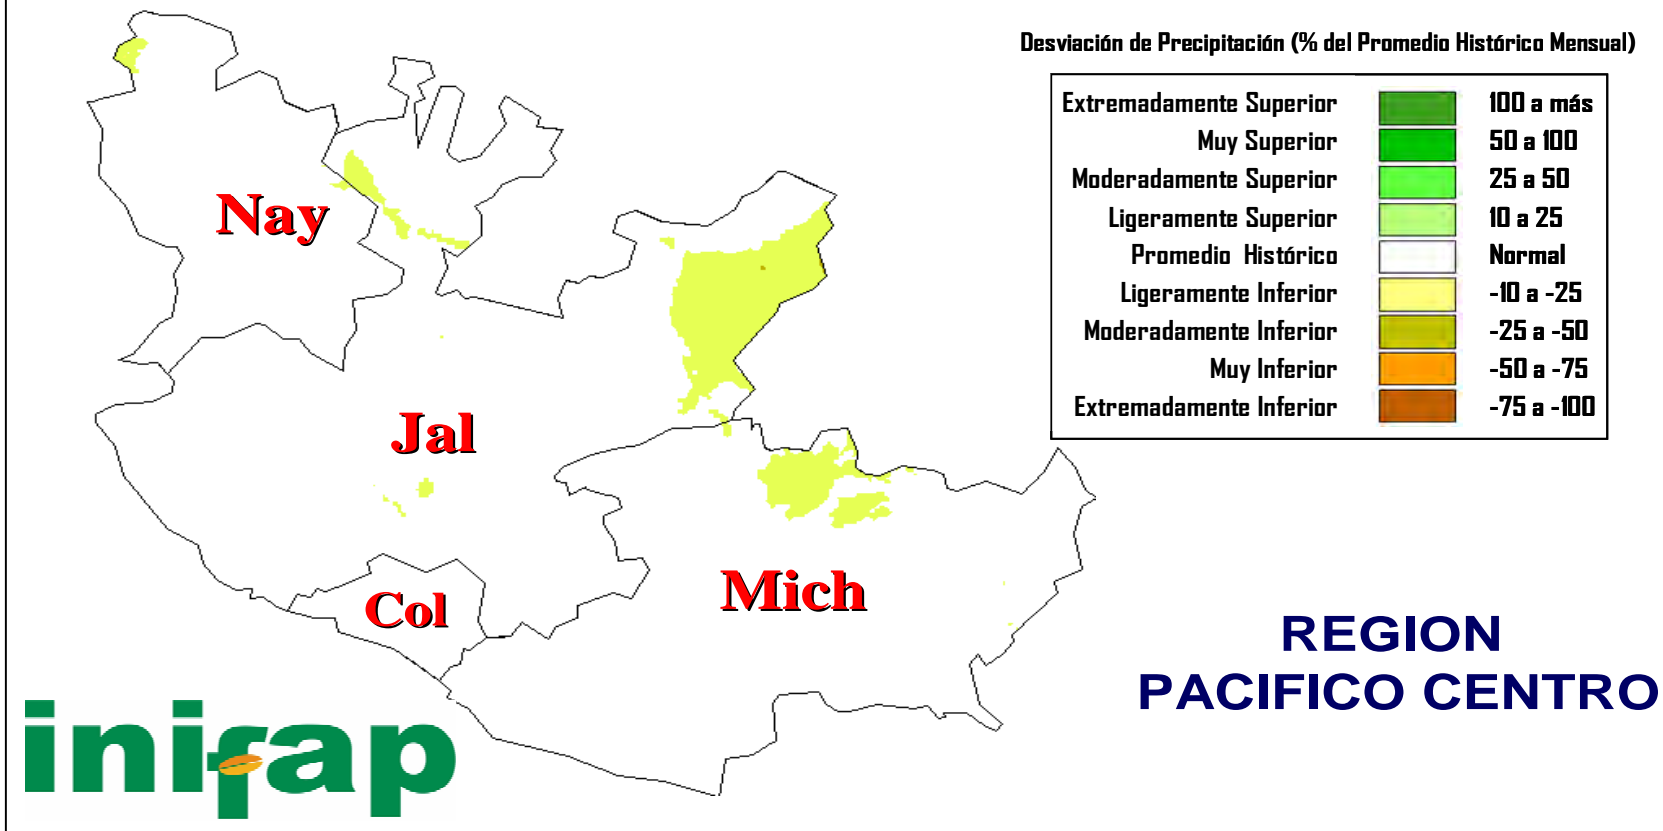 Desviación de Precipitación (% del Promedio Histórico Mensual)
Extremadamente Superior 100 a más
Muy Superior 50 a 100
Moderadamente Superior 25 a 50
Ligeramente Superior 10 a 25
Promedio Histórico Normal
Ligeramente Inferior -10 a -25
Moderadamente Inferior -25 a -50
Muy Inferior -50 a -75
Extremadamente Inferior -75 a -100
Nay
Jal
Col
Mich
REGION
PACIFICO CENTRO
inifap